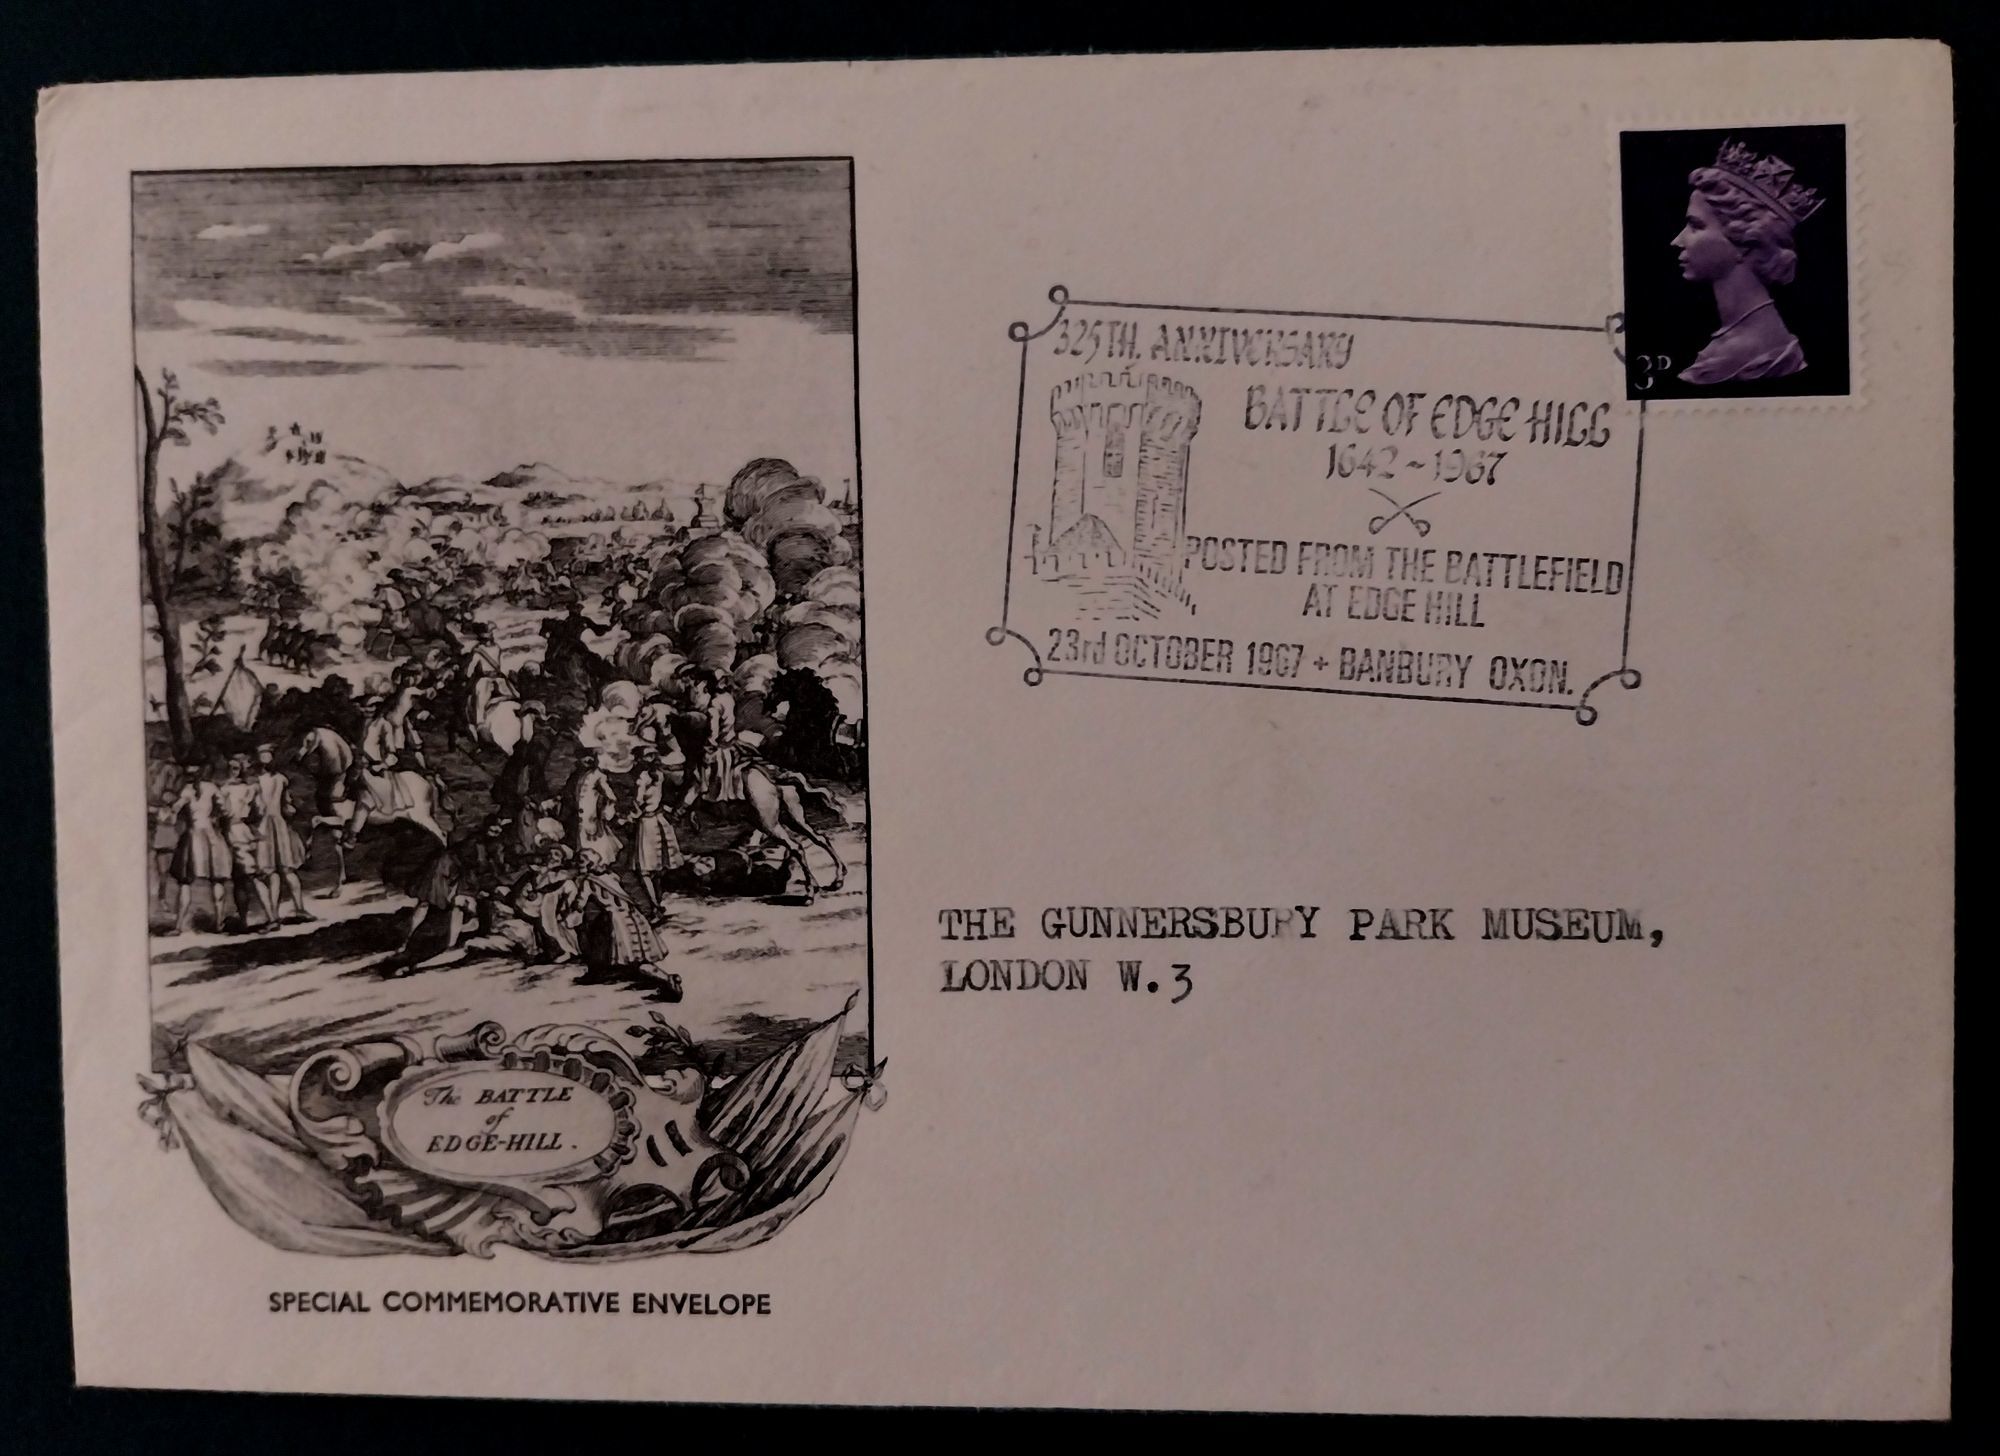 3D
325TH. ANNIVERSARY
BATTLE OF EDGE HILL
1642~1967
POSTED FROM THE BATTLEFIELD
AT EDGE HILL
23rd OCTOBER 1967 + BANBURY OXON.
THE GUNNERSBURY PARK MUSEUM,
LONDON W.3
The BATTLE
of
EDGE-HILL.
SPECIAL COMMEMORATIVE ENVELOPE